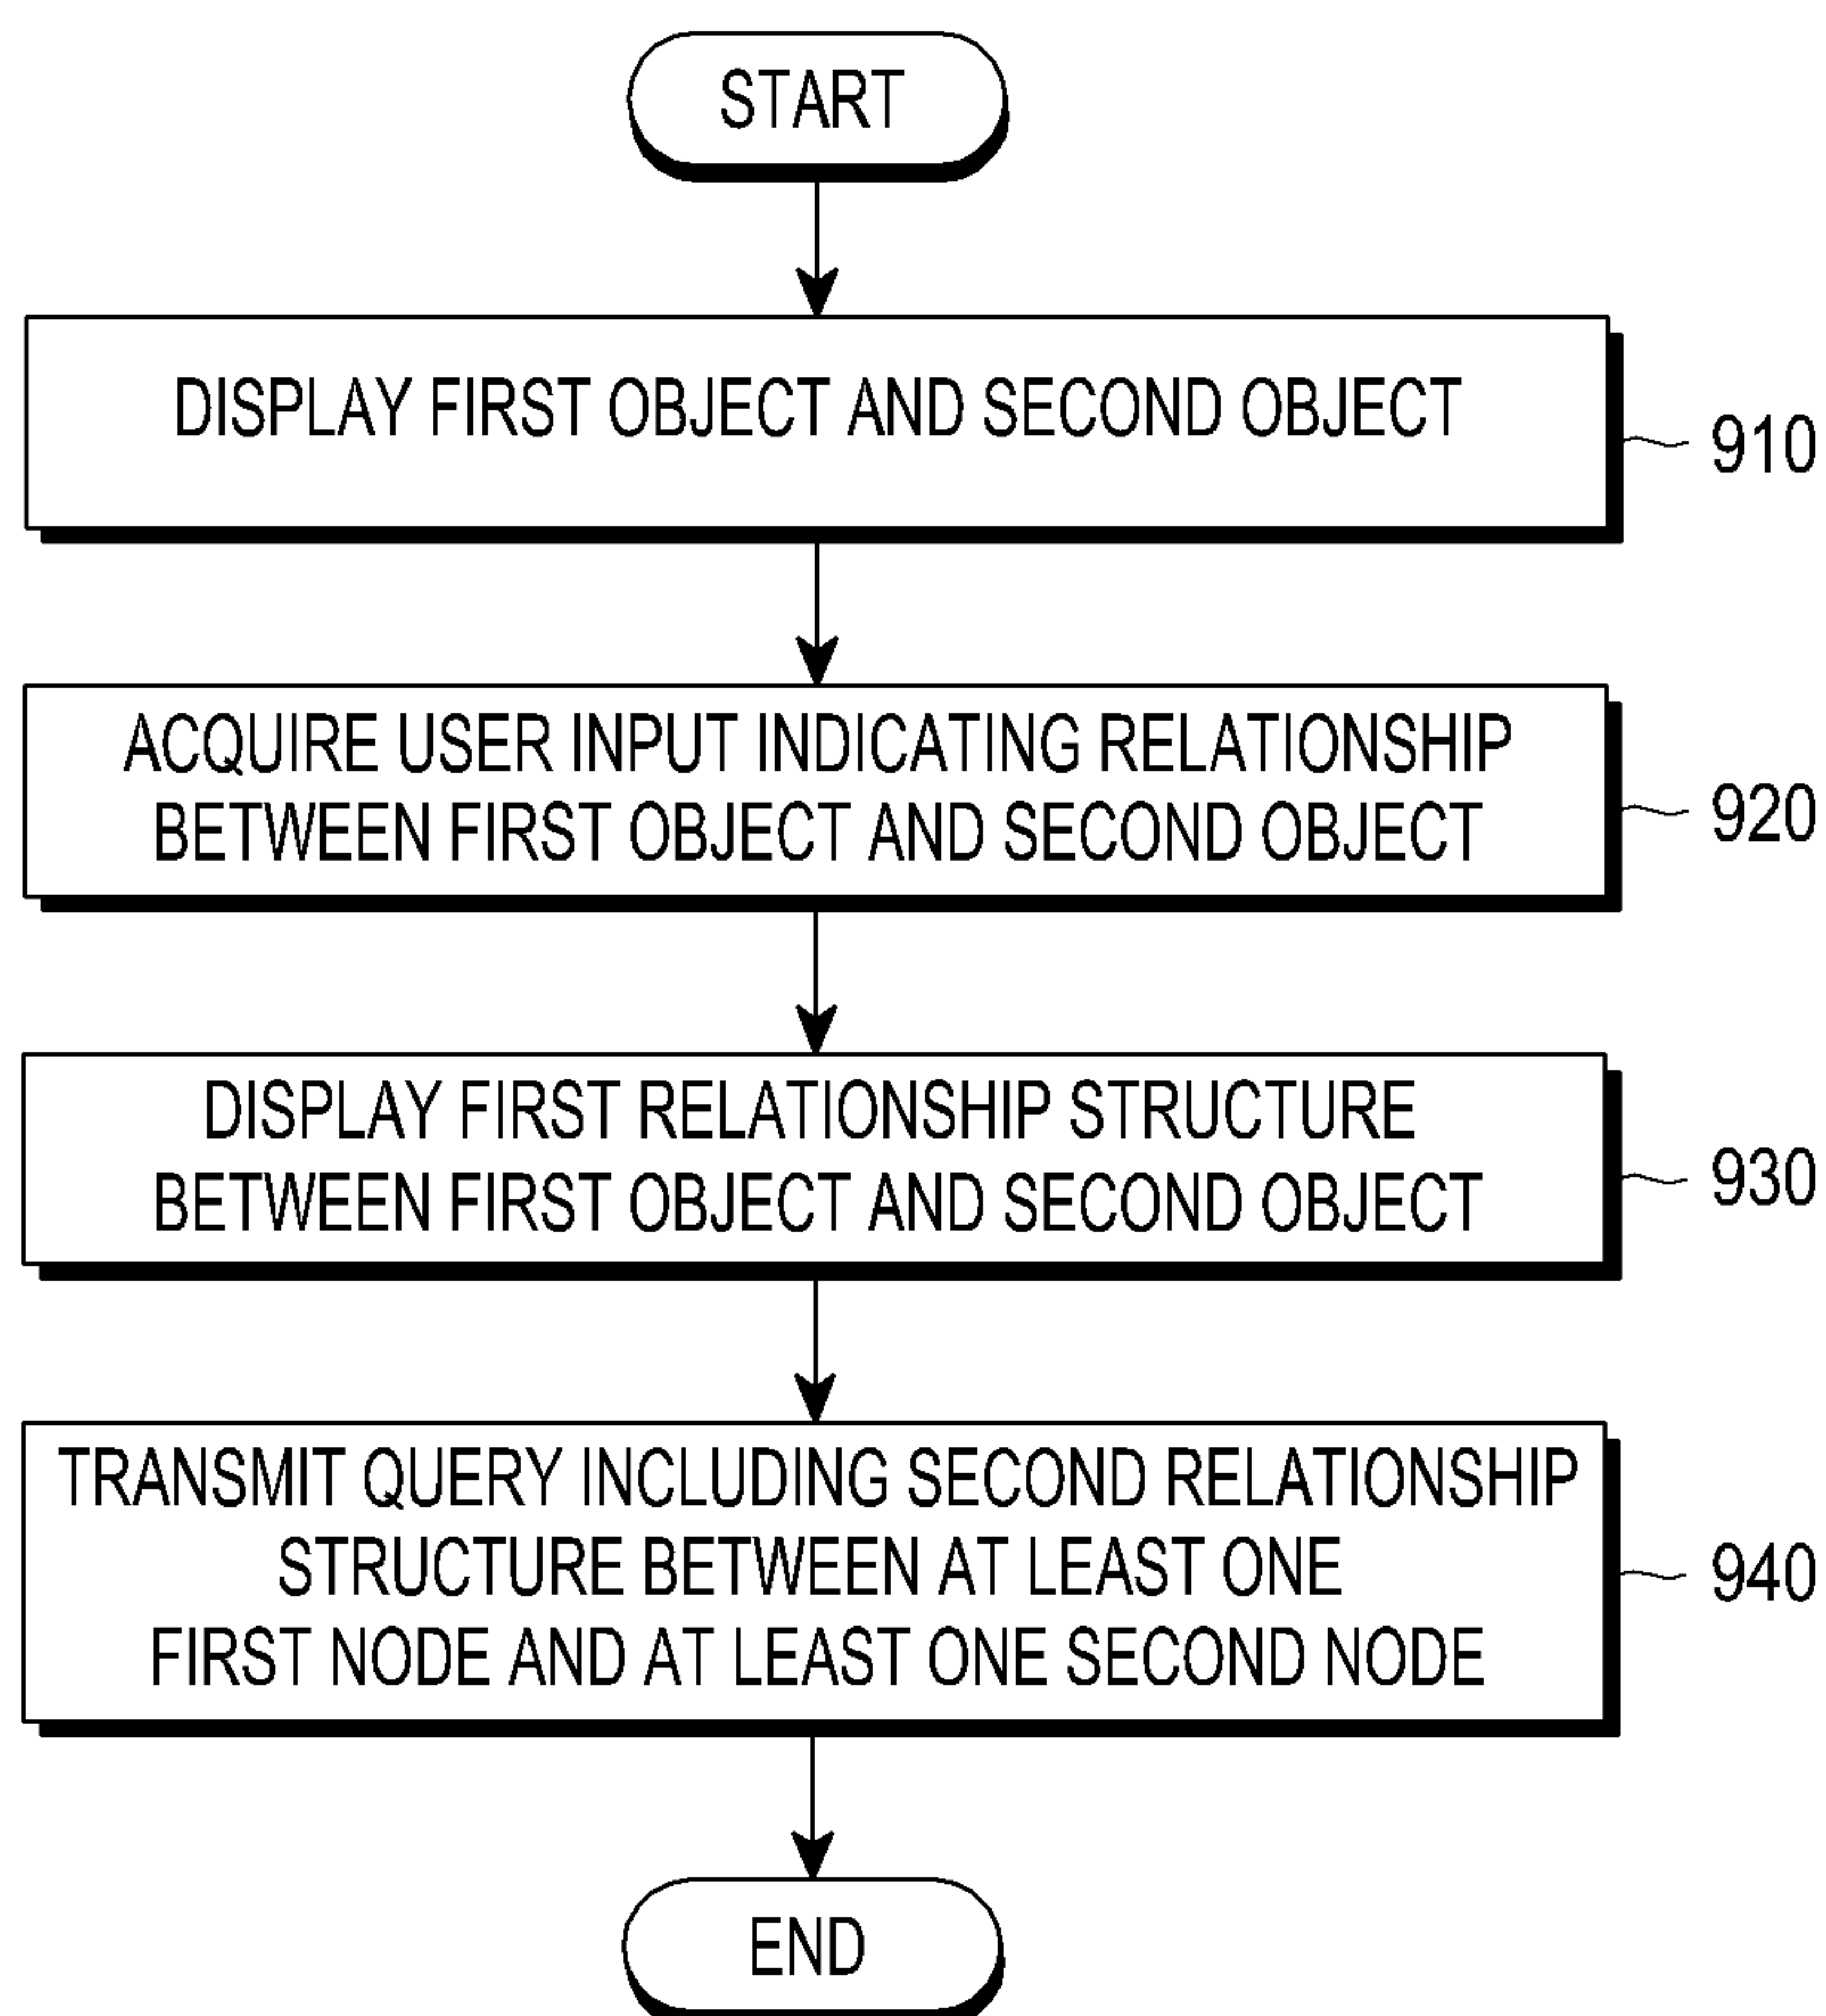 START
DISPLAY FIRST OBJECT AND SECOND OBJECT
910
ACQUIRE USER INPUT INDICATING RELATIONSHIP
BETWEEN FIRST OBJECT AND SECOND OBJECT
920
DISPLAY FIRST RELATIONSHIP STRUCTURE
BETWEEN FIRST OBJECT AND SECOND OBJECT
930
TRANSMIT QUERY INCLUDING SECOND RELATIONSHIP
STRUCTURE BETWEEN AT LEAST ONE
FIRST NODE AND AT LEAST ONE SECOND NODE
940
END